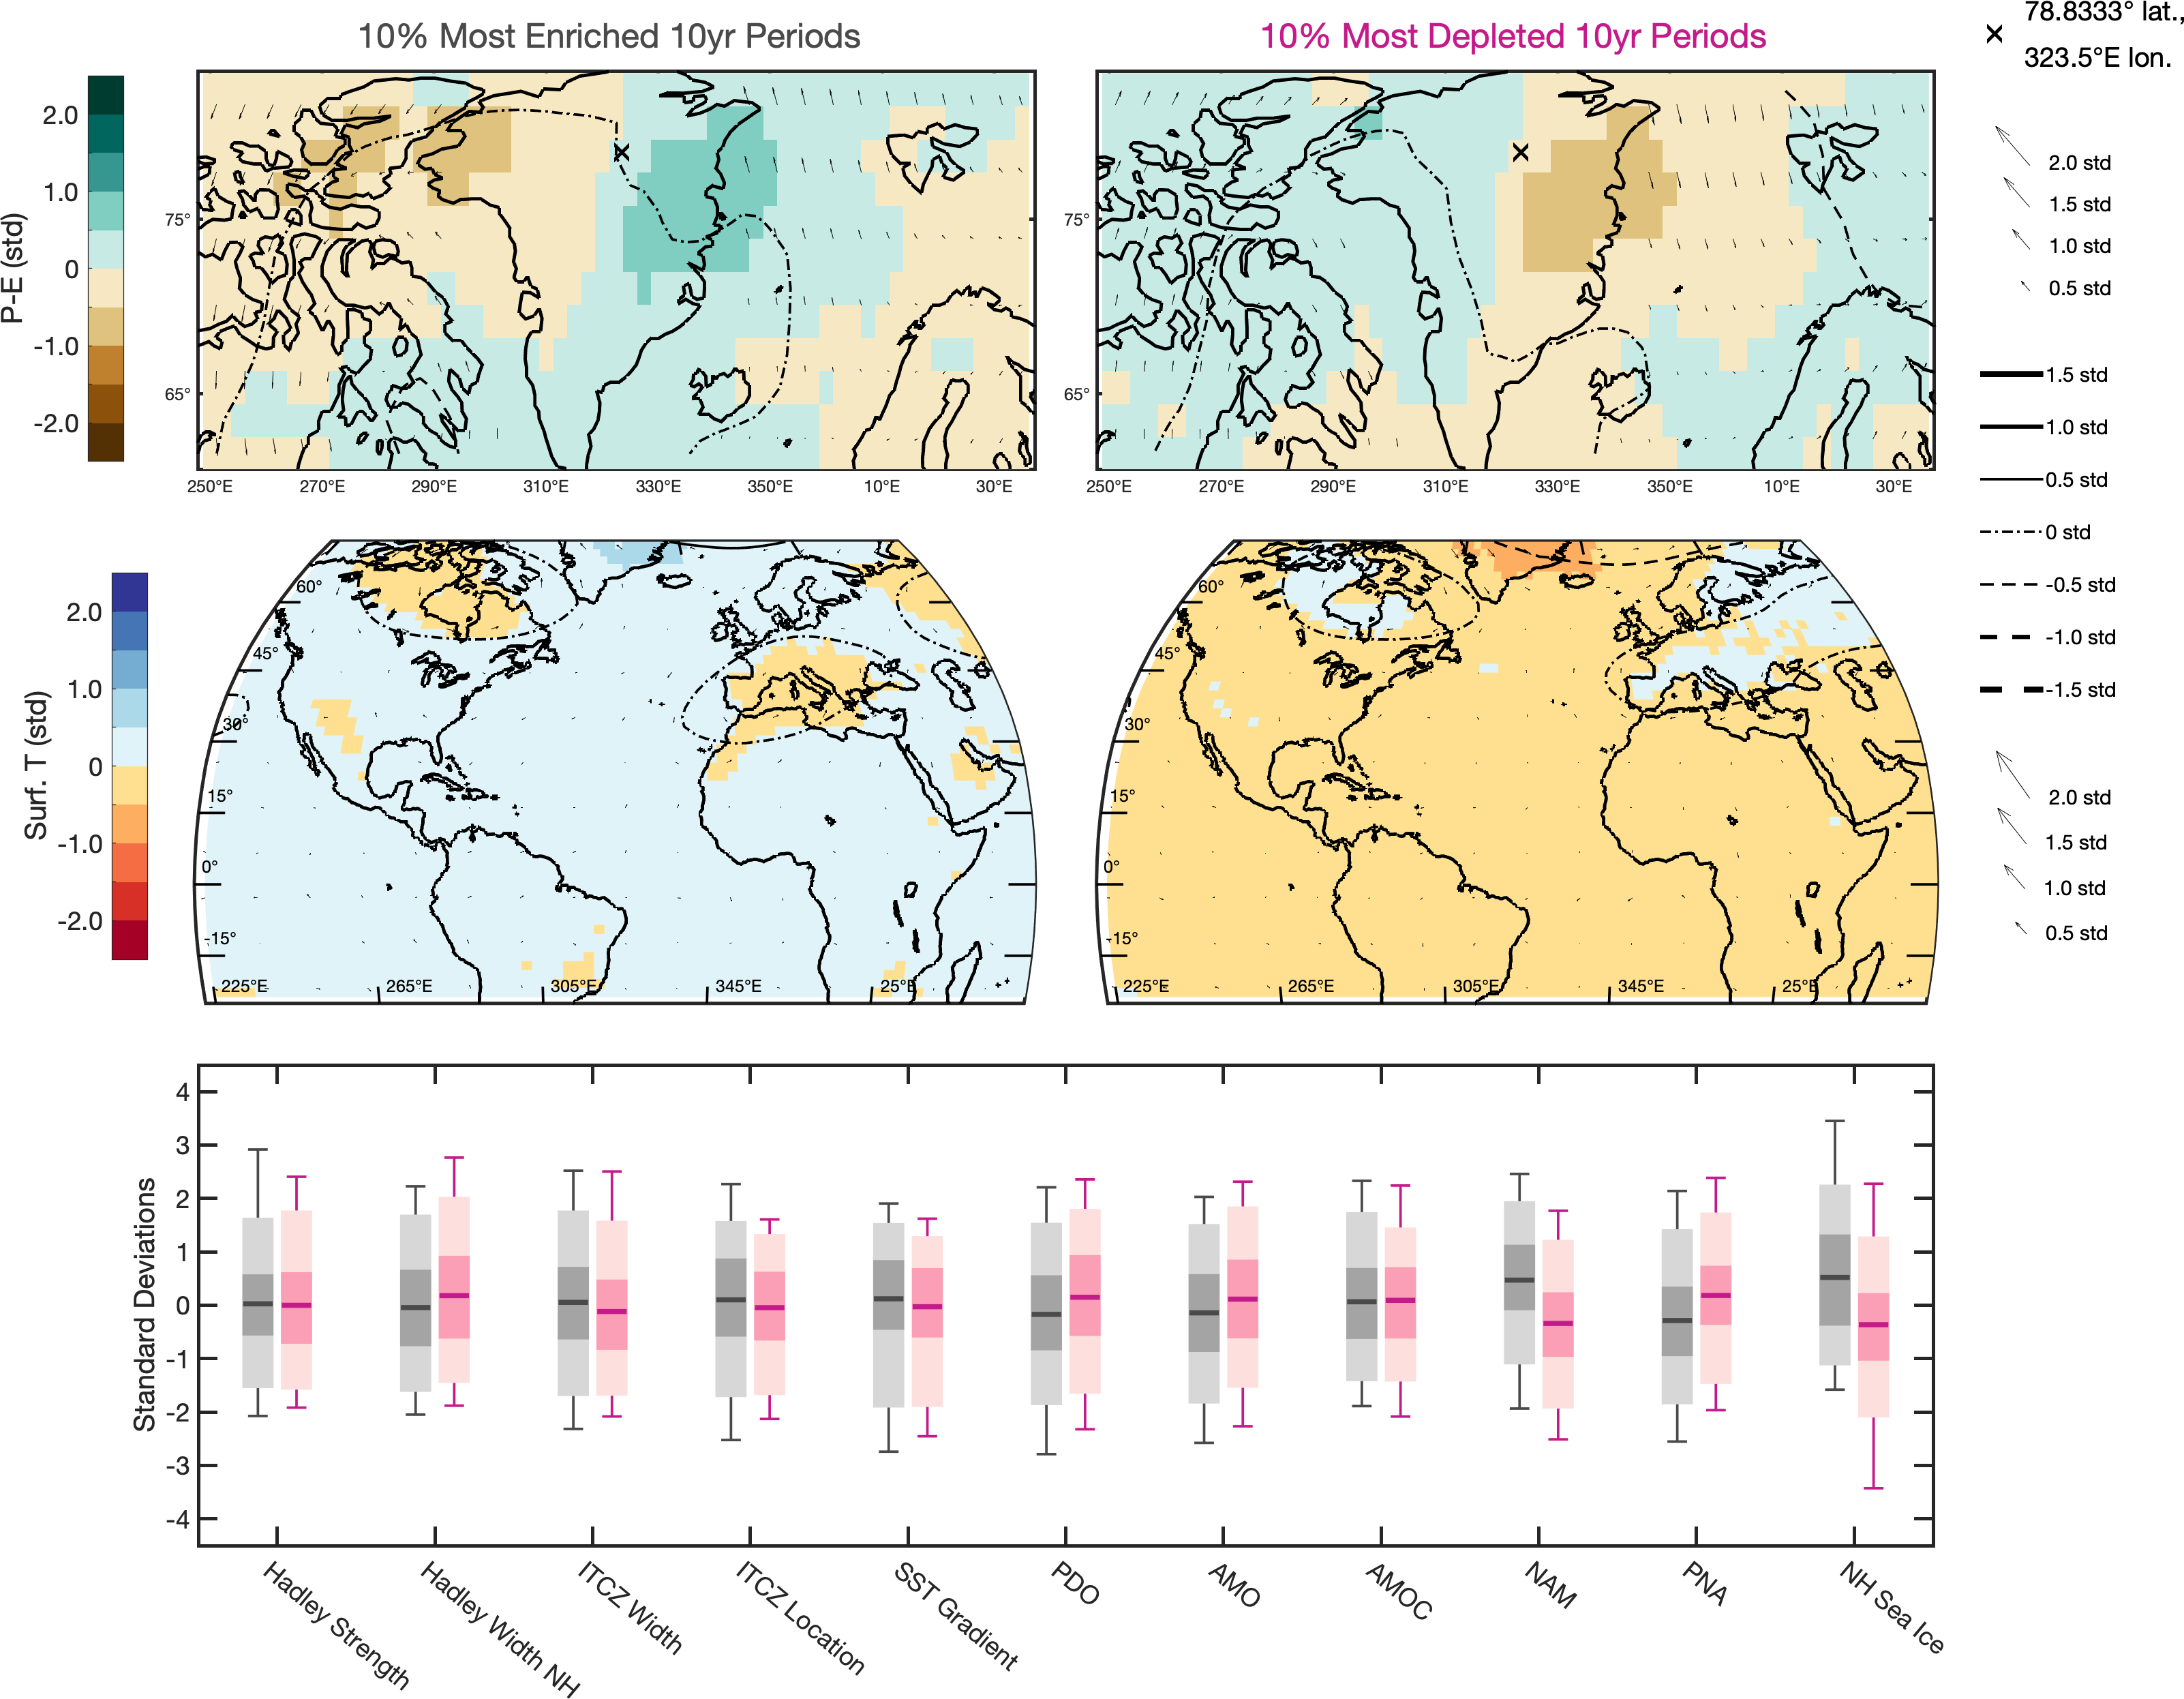 10% Most Enriched 10yr Periods
10% Most Depleted 10yr Periods
78.8333° lat.,
323.5°E lon.
P-E (std)
2.0
1.0
0
-1.0
-2.0
75°
65°
250°E 270°E 290°E 310°E 330°E 350°E 10°E 30°E
75°
65°
250°E 270°E 290°E 310°E 330°E 350°E 10°E 30°E
2.0 std
1.5 std
1.0 std
0.5 std
1.5 std
1.0 std
0.5 std
0 std
-0.5 std
-1.0 std
-1.5 std
Surf. T (std)
2.0
1.0
0
-1.0
-2.0
60°
45°
30°
15°
0°
-15°
225°E 265°E 305°E 345°E 25°E
60°
45°
30°
15°
0°
-15°
225°E 265°E 305°E 345°E 25°E
2.0 std
1.5 std
1.0 std
0.5 std
Standard Deviations
4
3
2
1
0
-1
-2
-3
-4
Hadley Strength
Hadley Width NH
ITCZ Width
ITCZ Location
SST Gradient
PDO
AMO
AMOC
NAM
PNA
NH Sea Ice